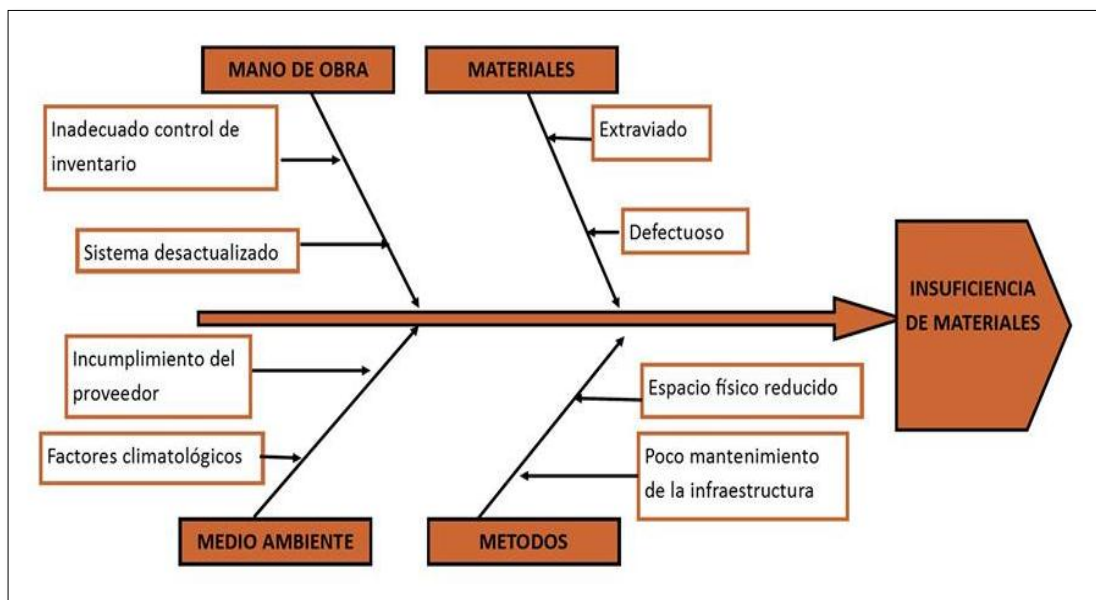 MANO DE OBRA
MATERIALES
Inadecuado control de
inventario
Extraviado
Sistema desactualizado
Defectuoso
INSUFICIENCIA
DE MATERIALES
Incumplimiento del
proveedor
Espacio físico reducido
Factores climatológicos
Poco mantenimiento
de la infraestructura
MEDIO AMBIENTE
METODOS